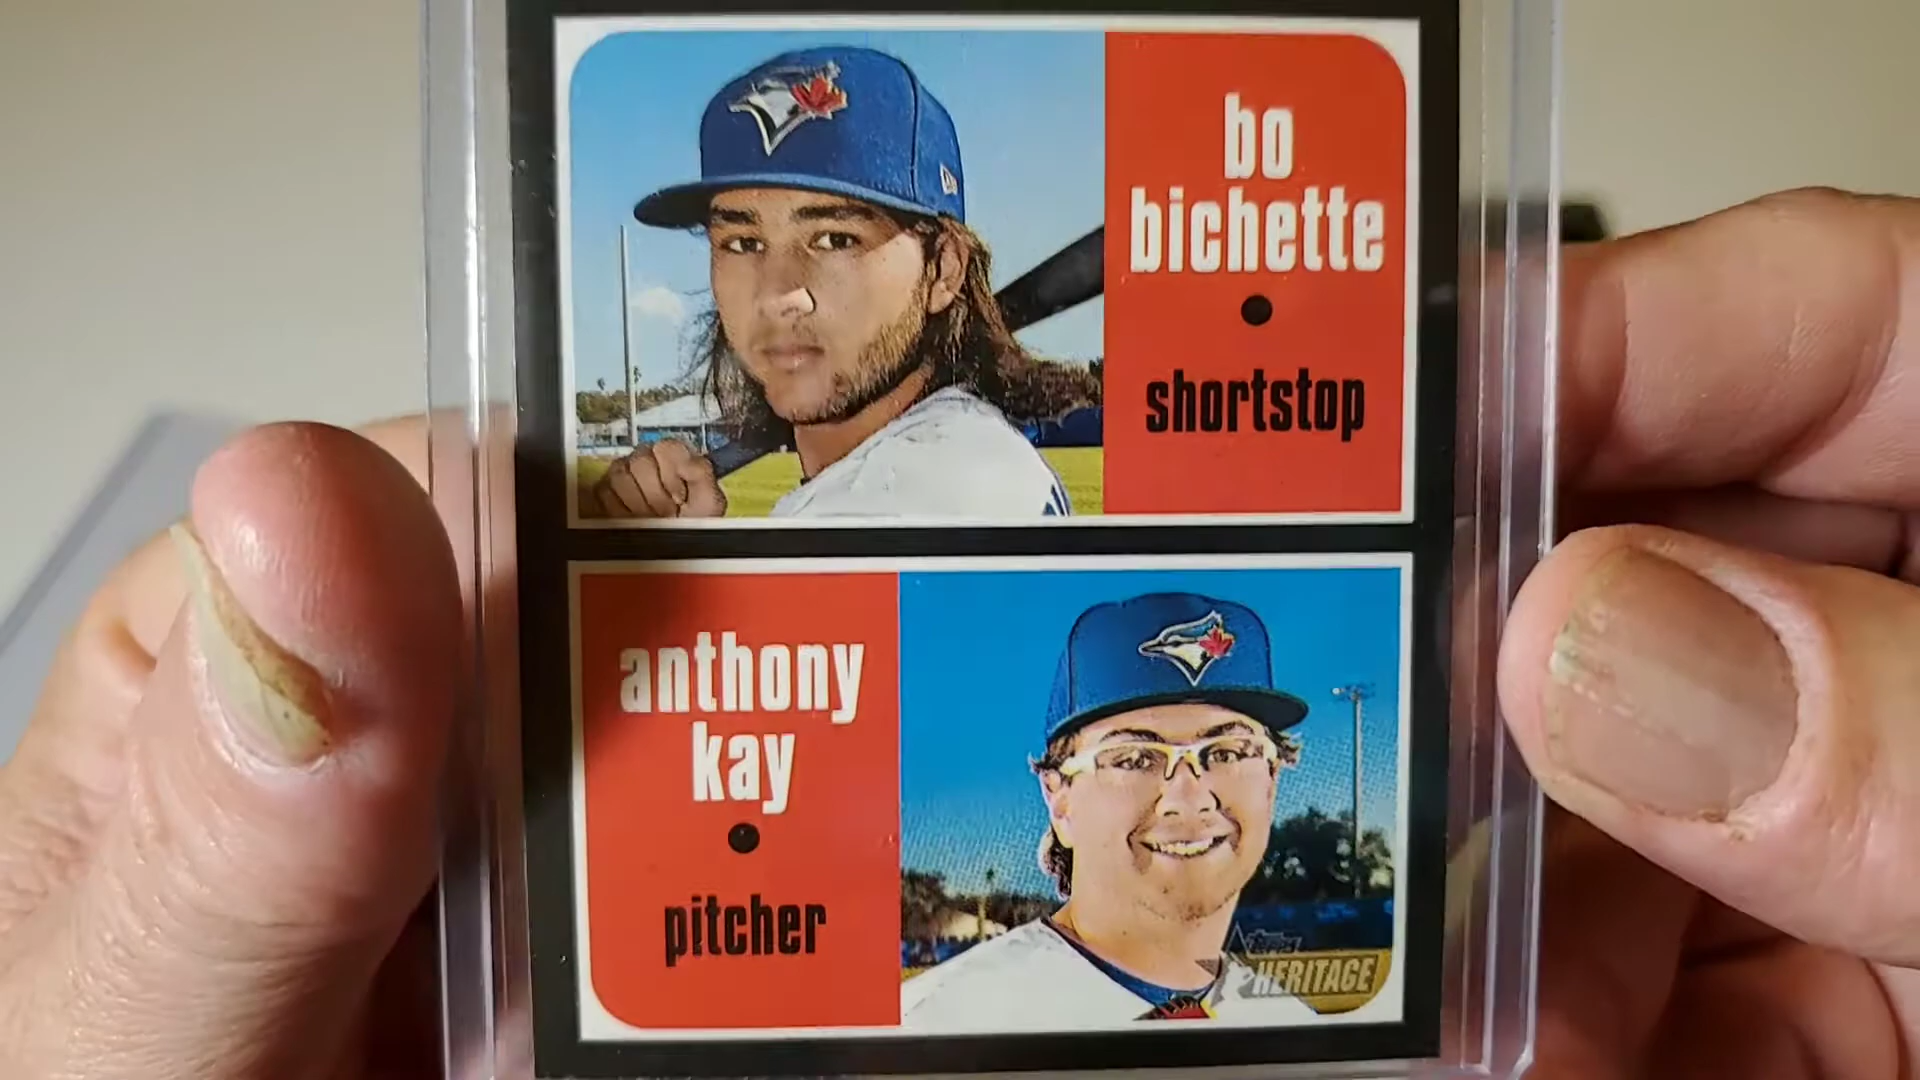 bo
bichette
shortstop
anthony
kay
pitcher
topps
HERITAGE